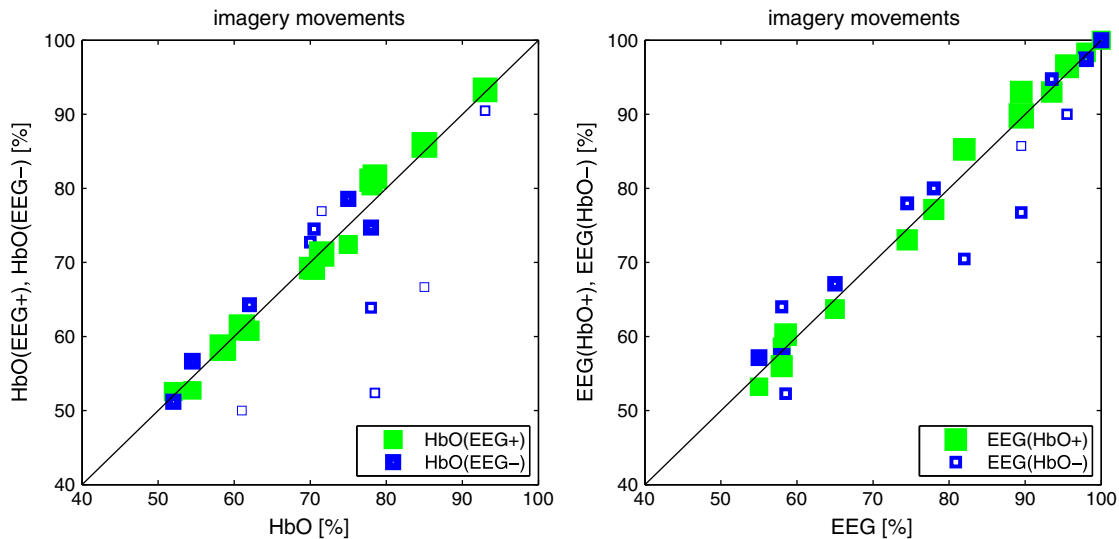 imagery movements
100
90
80
70
60
50
40
40 50 60 70 80 90 100
HbO(EEG+), HbO(EEG−) [%]
HbO [%]
HbO(EEG+)
HbO(EEG−)
imagery movements
100
90
80
70
60
50
40
40 50 60 70 80 90 100
EEG(HbO+), EEG(HbO−) [%]
EEG [%]
EEG(HbO+)
EEG(HbO−)